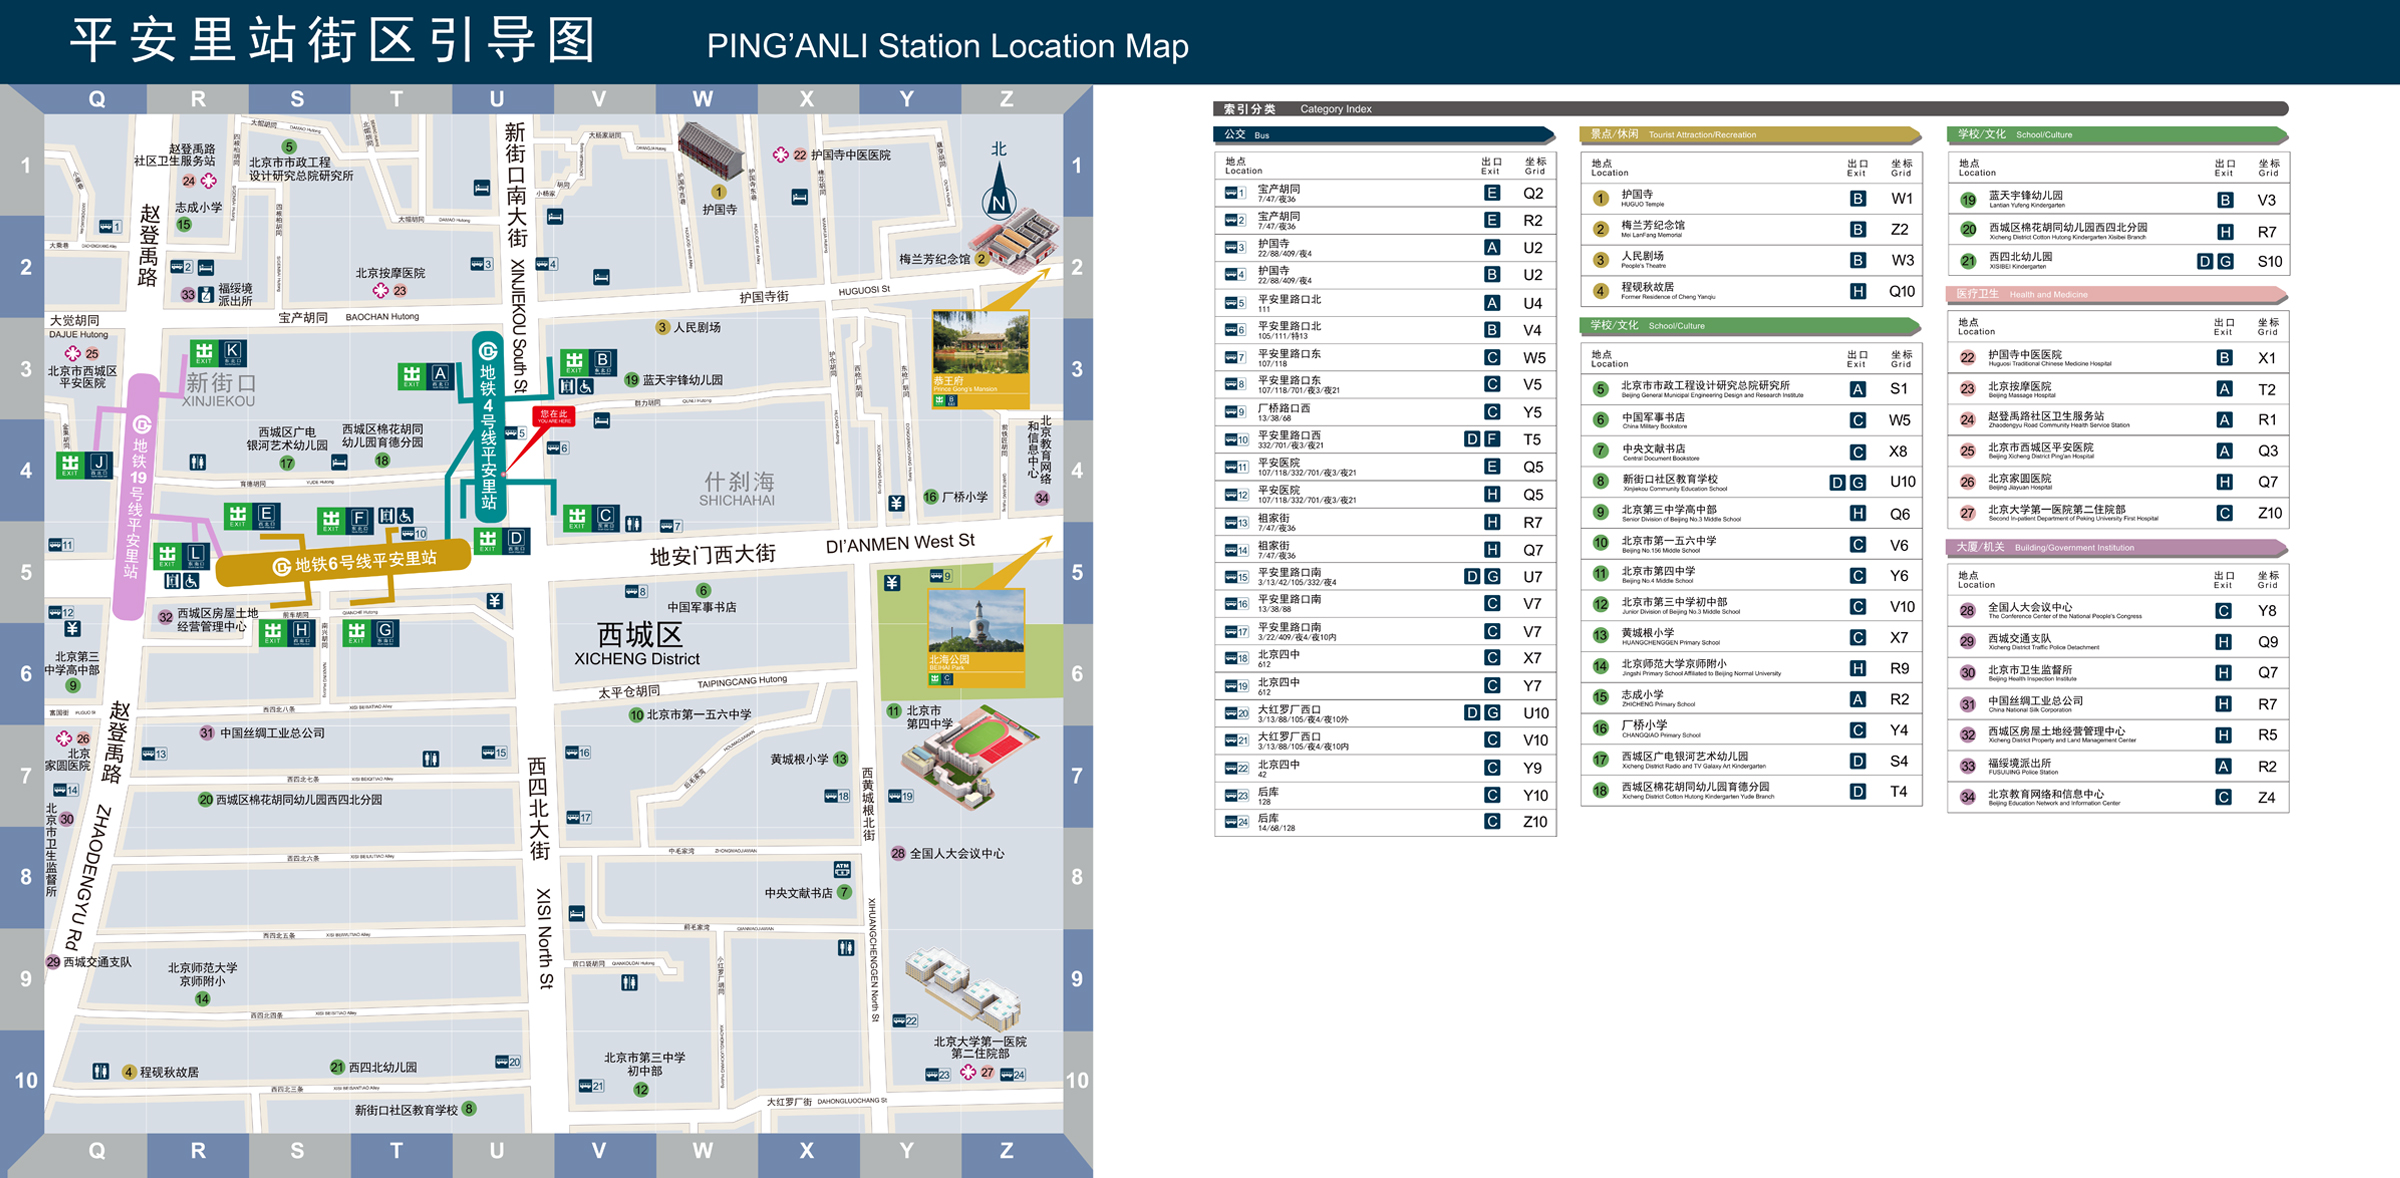 平安里站街区引导图 PING'ANLI Station Location Map
Q R S T U V W X Y Z
1
2
3
4
5
6
7
8
9
10
赵登禹路
社区卫生服务站
24
志成小学
15
5
北京市市政工程
设计研究总院研究所
新街口南大街 XINJIEKOU South St
1
护国寺
22 护国寺中医医院
北
N
赵登禹路
33 福绥境
派出所
北京按摩医院
23
梅兰芳纪念馆 2
护国寺街 HUGUOSI St
宝产胡同 BAOCHAN Hutong
大觉胡同
DAJUE Hutong
25
北京市西城区
平安医院
新街口
XINJIEKOU
3 人民剧场
19 蓝天宇锋幼儿园
群力胡同
恭王府
Prince Gong's Mansion
您在此
YOU ARE HERE
地铁4号线平安里站
地铁19号线平安里站
地铁6号线平安里站
西城区广电
银河艺术幼儿园
17
西城区棉花胡同
幼儿园育德分园
18
育德胡同
什刹海
SHICHAHAI
16 厂桥小学
北京教育网络
和信息中心
34
EXIT A
EXIT B
EXIT C
EXIT D
EXIT E
EXIT F
EXIT G
EXIT H
EXIT J
EXIT K
EXIT L
地安门西大街 DI'ANMEN West St
32 西城区房屋土地
经营管理中心
6
中国军事书店
西城区
XICHENG District
北海公园
BEIHAI Park
太平仓胡同 TAIPINGCANG Hutong
北京第三
中学高中部
9
西四北八条
31 中国丝绸工业总公司
10 北京市第一五六中学
11 北京市
第四中学
26
北京
家圆医院
赵登禹路 ZHAODENGYU Rd
西四北七条
20 西城区棉花胡同幼儿园西四北分园
黄城根小学 13
西黄城根北街 XIHUANGCHENGGEN North St
北京市卫生监督所
30
西四北大街 XISI North St
西四北六条
28 全国人大会议中心
中央文献书店 7
西四北五条
29 西城交通支队
北京师范大学
京师附小
14
西四北四条
4 程砚秋故居
21 西四北幼儿园
西四北三条
新街口社区教育学校 8
北京市第三中学
初中部
12
北京大学第一医院
第二住院部
27
大红罗厂街 DAHONGLUOCHANG St
Q R S T U V W X Y Z
索引分类 Category Index
公交 Bus
地点 Location 出口 Exit 坐标 Grid
1 宝产胡同 E Q2
7/47/夜36
2 宝产胡同 E R2
7/47/夜36
3 护国寺 A U2
22/88/409/夜4
4 护国寺 B U2
22/88/409/夜4
5 平安里路口北 A U4
111
6 平安里路口北 B V4
105/111/特13
7 平安里路口东 C W5
107/118
8 平安里路口东 C V5
107/118/701/夜3/夜21
9 厂桥路口西 C Y5
13/38/68
10 平安里路口西 D F T5
332/701/夜3/夜21
11 平安医院 E Q5
107/118/332/701/夜3/夜21
12 平安医院 H Q5
107/118/332/701/夜3/夜21
13 祖家街 H R7
7/47/夜36
14 祖家街 H Q7
7/47/夜36
15 平安里路口南 D G U7
3/13/42/105/332/夜4
16 平安里路口南 C V7
13/38/88
17 平安里路口南 C V7
3/22/409/夜4/夜10内
18 北京四中 C X7
612
19 北京四中 C Y7
612
20 大红罗厂西口 D G U10
3/13/88/105/夜4/夜10外
21 大红罗厂西口 C V10
3/13/88/105/夜4/夜10内
22 北京四中 C Y9
42
23 后库 C Y10
128
24 后库 C Z10
14/68/128
景点/休闲 Tourist Attraction/Recreation
地点 Location 出口 Exit 坐标 Grid
1 护国寺 B W1
HUGUO Temple
2 梅兰芳纪念馆 B Z2
Mei LanFang Memorial
3 人民剧场 B W3
People's Theatre
4 程砚秋故居 H Q10
Former Residence of Cheng Yanqiu
学校/文化 School/Culture
地点 Location 出口 Exit 坐标 Grid
5 北京市市政工程设计研究总院研究所 A S1
Beijing General Municipal Engineering Design and Research Institute
6 中国军事书店 C W5
China Military Bookstore
7 中央文献书店 C X8
Central Document Bookstore
8 新街口社区教育学校 D G U10
Xinjiekou Community Education School
9 北京第三中学高中部 H Q6
Senior Division of Beijing No.3 Middle School
10 北京市第一五六中学 C V6
Beijing No.156 Middle School
11 北京市第四中学 C Y6
Beijing No.4 Middle School
12 北京市第三中学初中部 C V10
Junior Division of Beijing No.3 Middle School
13 黄城根小学 C X7
HUANGCHENGGEN Primary School
14 北京师范大学京师附小 H R9
Jingshi Primary School Affiliated to Beijing Normal University
15 志成小学 A R2
ZHICHENG Primary School
16 厂桥小学 C Y4
CHANGQIAO Primary School
17 西城区广电银河艺术幼儿园 D S4
Xicheng District Radio and TV Galaxy Art Kindergarten
18 西城区棉花胡同幼儿园育德分园 D T4
Xicheng District Cotton Hutong Kindergarten Yude Branch
学校/文化 School/Culture
地点 Location 出口 Exit 坐标 Grid
19 蓝天宇锋幼儿园 B V3
Lantian Yufeng Kindergarten
20 西城区棉花胡同幼儿园西四北分园 H R7
Xicheng District Cotton Hutong Kindergarten Xisibei Branch
21 西四北幼儿园 D G S10
XISIBEI Kindergarten
医疗卫生 Health and Medicine
地点 Location 出口 Exit 坐标 Grid
22 护国寺中医医院 B X1
Huguosi Traditional Chinese Medicine Hospital
23 北京按摩医院 A T2
Beijing Massage Hospital
24 赵登禹路社区卫生服务站 A R1
Zhaodengyu Road Community Health Service Station
25 北京市西城区平安医院 A Q3
Beijing Xicheng District Ping'an Hospital
26 北京家圆医院 H Q7
Beijing Jiayuan Hospital
27 北京大学第一医院第二住院部 C Z10
Second In-patient Department of Peking University First Hospital
大厦/机关 Building/Government Institution
地点 Location 出口 Exit 坐标 Grid
28 全国人大会议中心 C Y8
The Conference Center of the National People's Congress
29 西城交通支队 H Q9
Xicheng District Traffic Police Detachment
30 北京市卫生监督所 H Q7
Beijing Health Inspection Institute
31 中国丝绸工业总公司 H R7
China National Silk Corporation
32 西城区房屋土地经营管理中心 H R5
Xicheng District Property and Land Management Center
33 福绥境派出所 A R2
FUSUIJING Police Station
34 北京教育网络和信息中心 C Z4
Beijing Education Network and Information Center